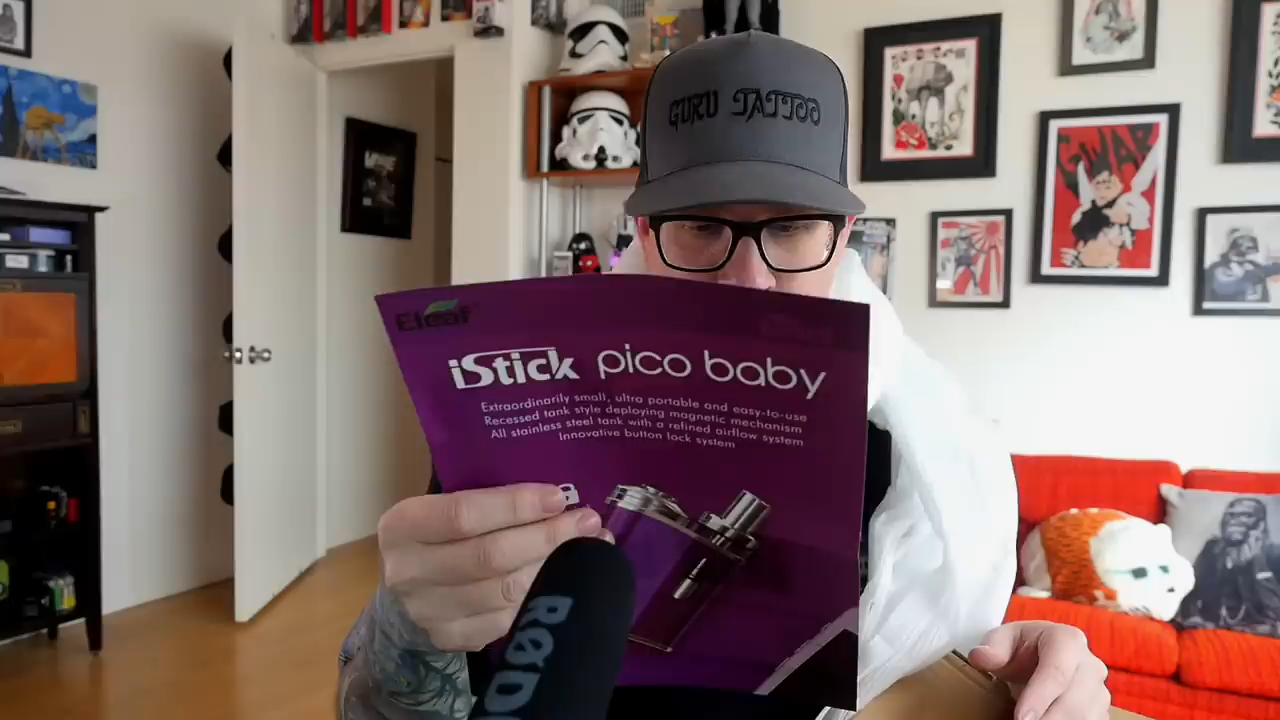 GURU TATTOO
GWAR
Eleaf
iStick pico baby
Extraordinarily small, ultra portable and easy-to-use
Recessed tank style deploying magnetic mechanism
All stainless steel tank with a refined airflow system
Innovative button lock system
RØDE